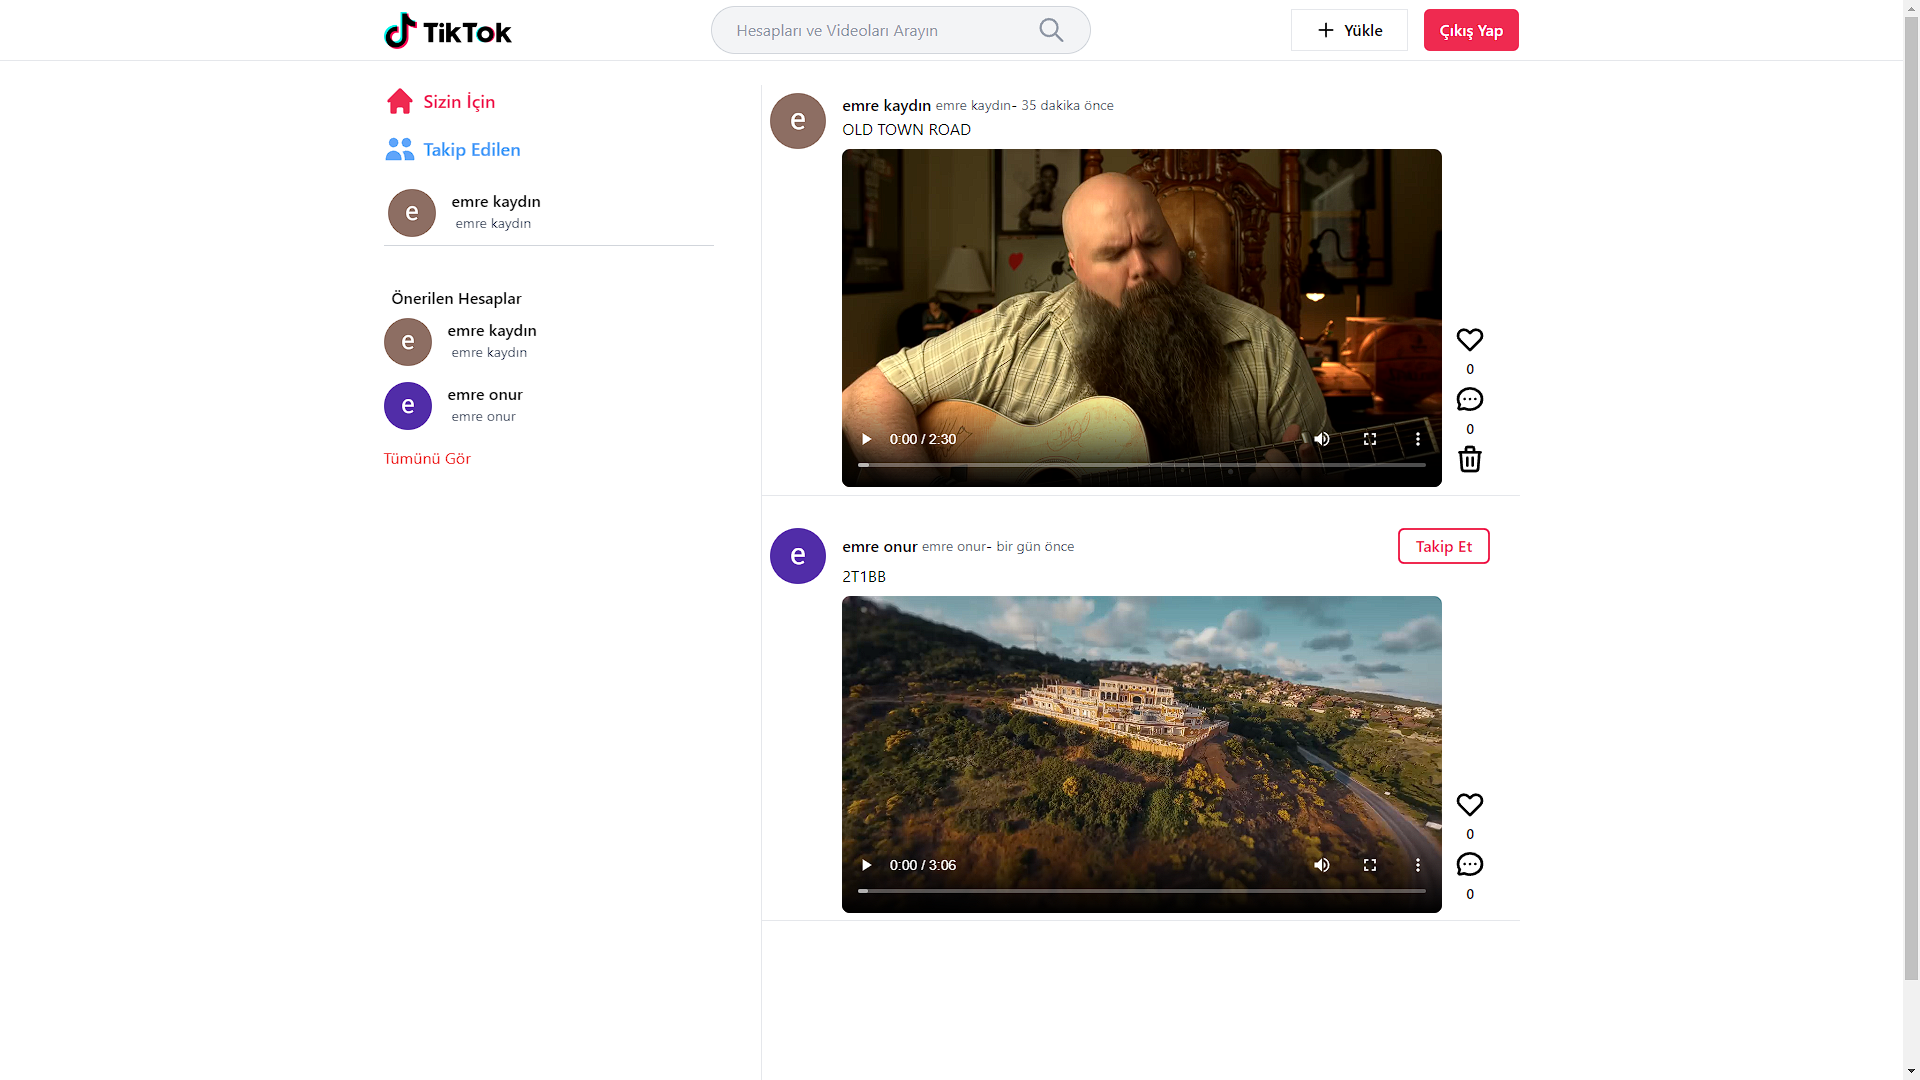 TikTok
Hesapları ve Videoları Arayın
Yükle
Çıkış Yap
Sizin İçin
Takip Edilen
e
emre kaydın
emre kaydın
Önerilen Hesaplar
e
emre kaydın
emre kaydın
e
emre onur
emre onur
Tümünü Gör
e
emre kaydın emre kaydın- 35 dakika önce
OLD TOWN ROAD
0:00 / 2:30
0
0
e
emre onur emre onur- bir gün önce
Takip Et
2T1BB
0:00 / 3:06
0
0